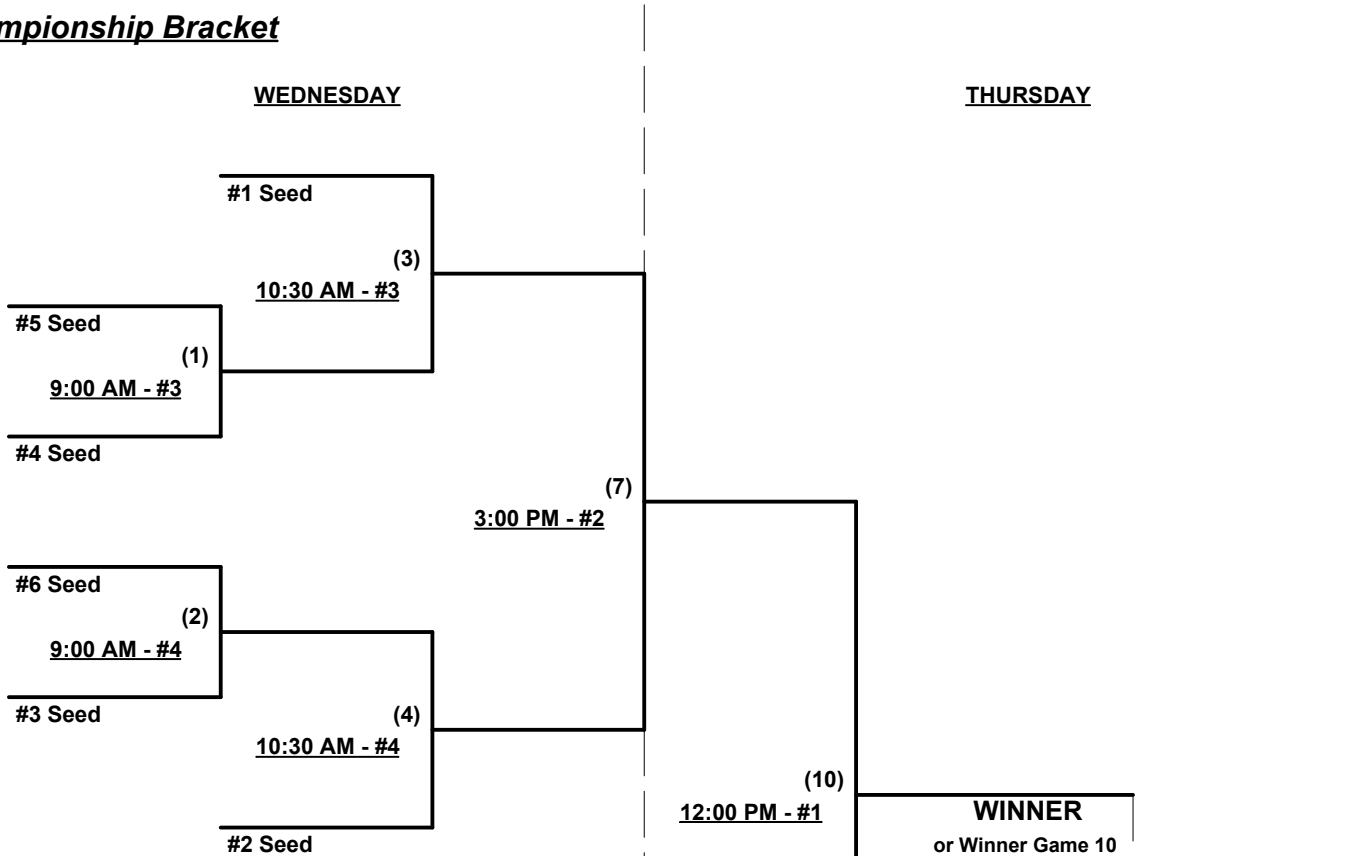 mpionship Bracket
WEDNESDAY
THURSDAY
#1 Seed
(3)
10:30 AM - #3
#5 Seed
(1)
9:00 AM - #3
#4 Seed
(7)
3:00 PM - #2
#6 Seed
(2)
9:00 AM - #4
#3 Seed
(4)
10:30 AM - #4
(10)
12:00 PM - #1
WINNER
#2 Seed
or Winner Game 10